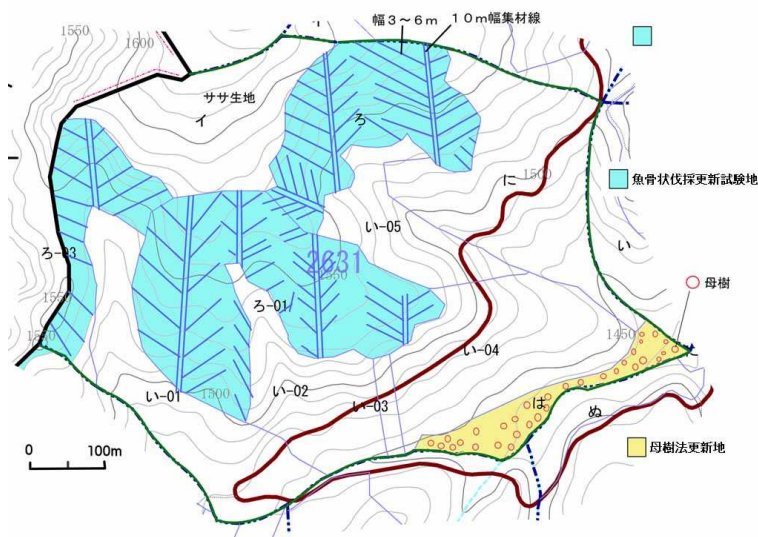 幅3～6m
10m幅集材線
1550
1600
ササ生地
イ
ろ
1500
に
魚骨状伐採更新試験地
い-05
い
ろ-03
2631
1550
1550
母樹
ろ-01
1550
1450
い-04
い-02
い-01
1500
い-03
は
ぬ
0 100m
母樹法更新地